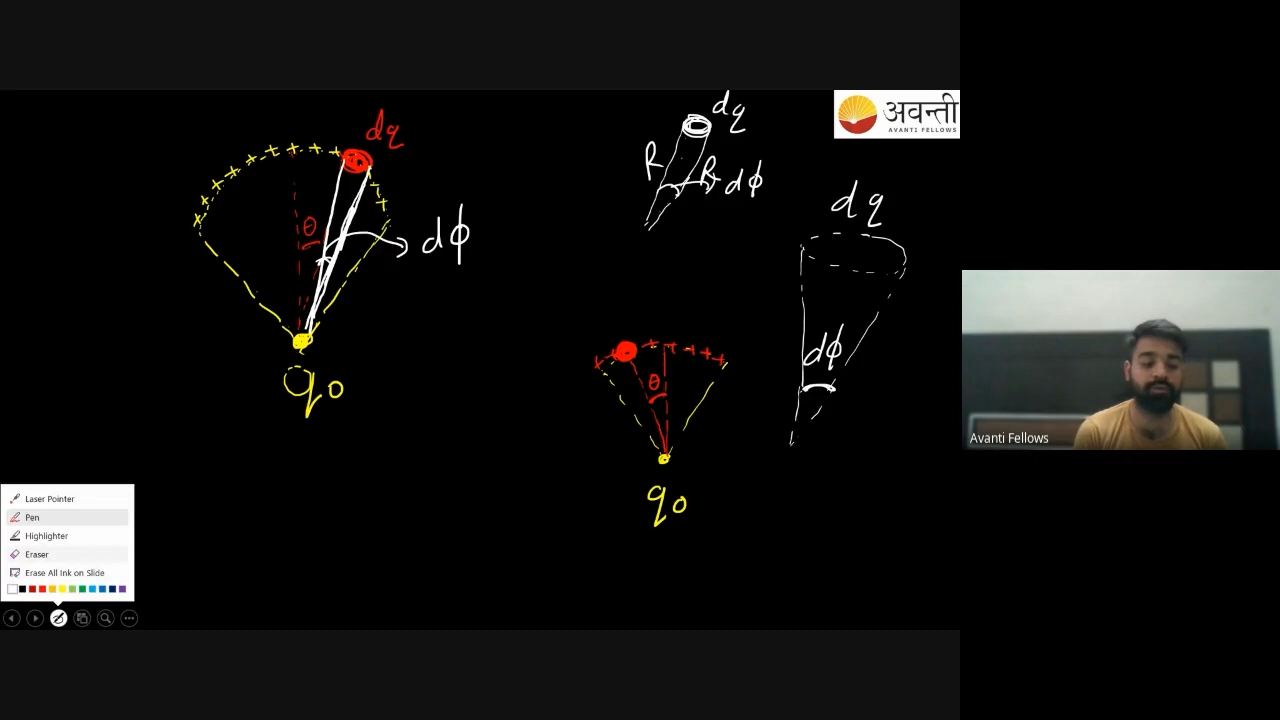 dq
θ
dϕ
q0
dq
R
R
dϕ
dq
dϕ
θ
q0
अवन्ती
AVANTI FELLOWS
Avanti Fellows
Laser Pointer
Pen
Highlighter
Eraser
Erase All Ink on Slide